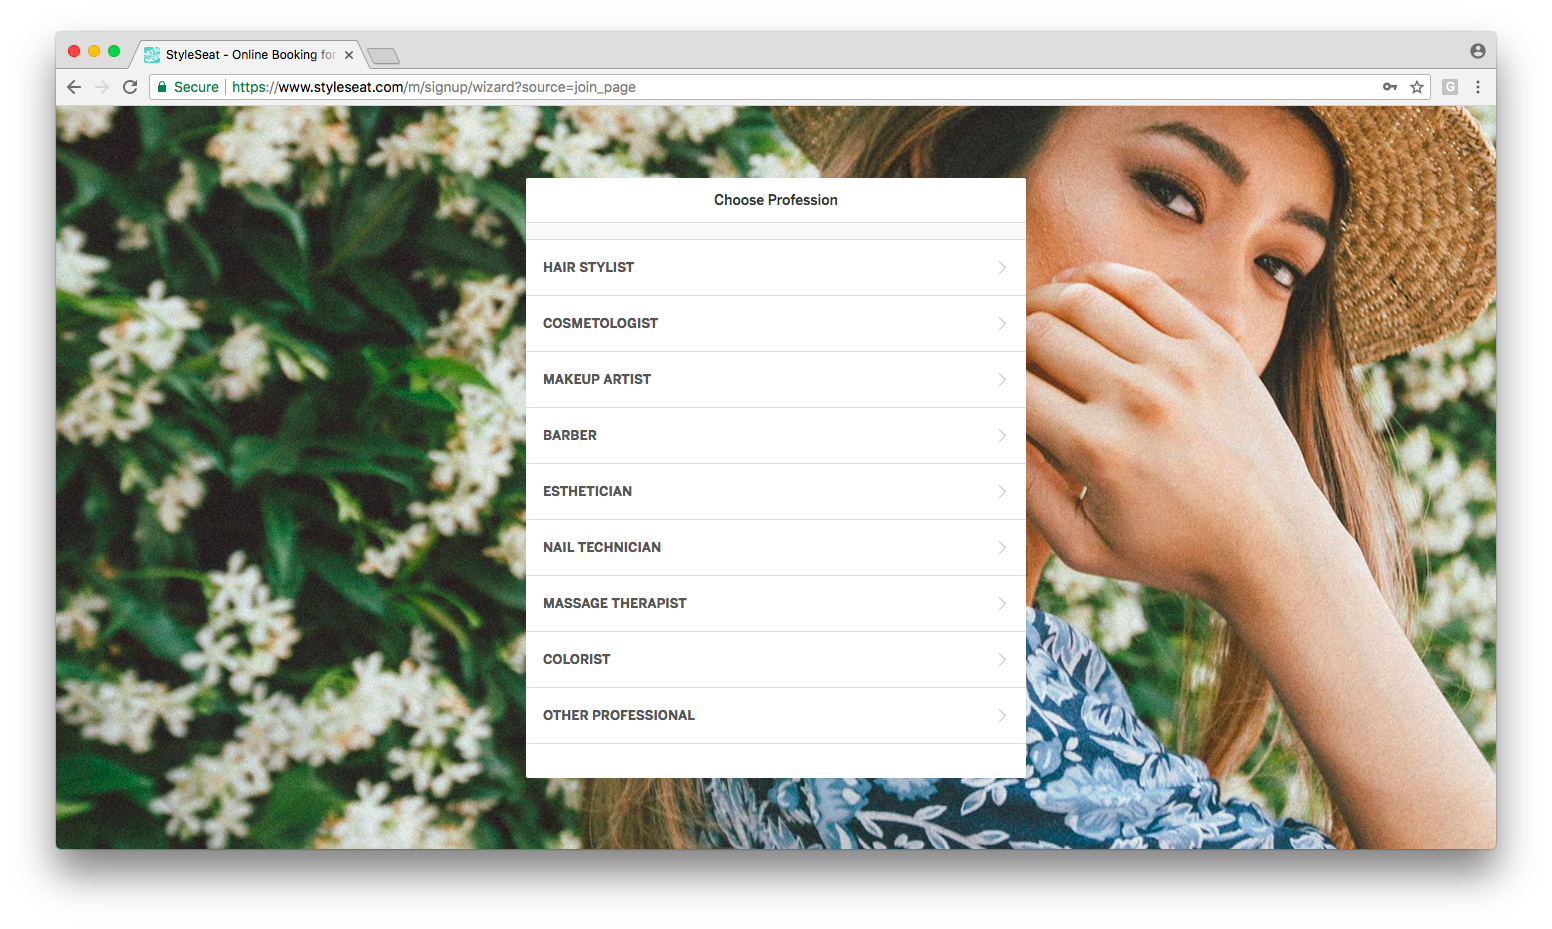 StyleSeat - Online Booking for
Secure
https://www.styleseat.com/m/signup/wizard?source=join_page
G
Choose Profession
HAIR STYLIST
COSMETOLOGIST
MAKEUP ARTIST
BARBER
ESTHETICIAN
NAIL TECHNICIAN
MASSAGE THERAPIST
COLORIST
OTHER PROFESSIONAL